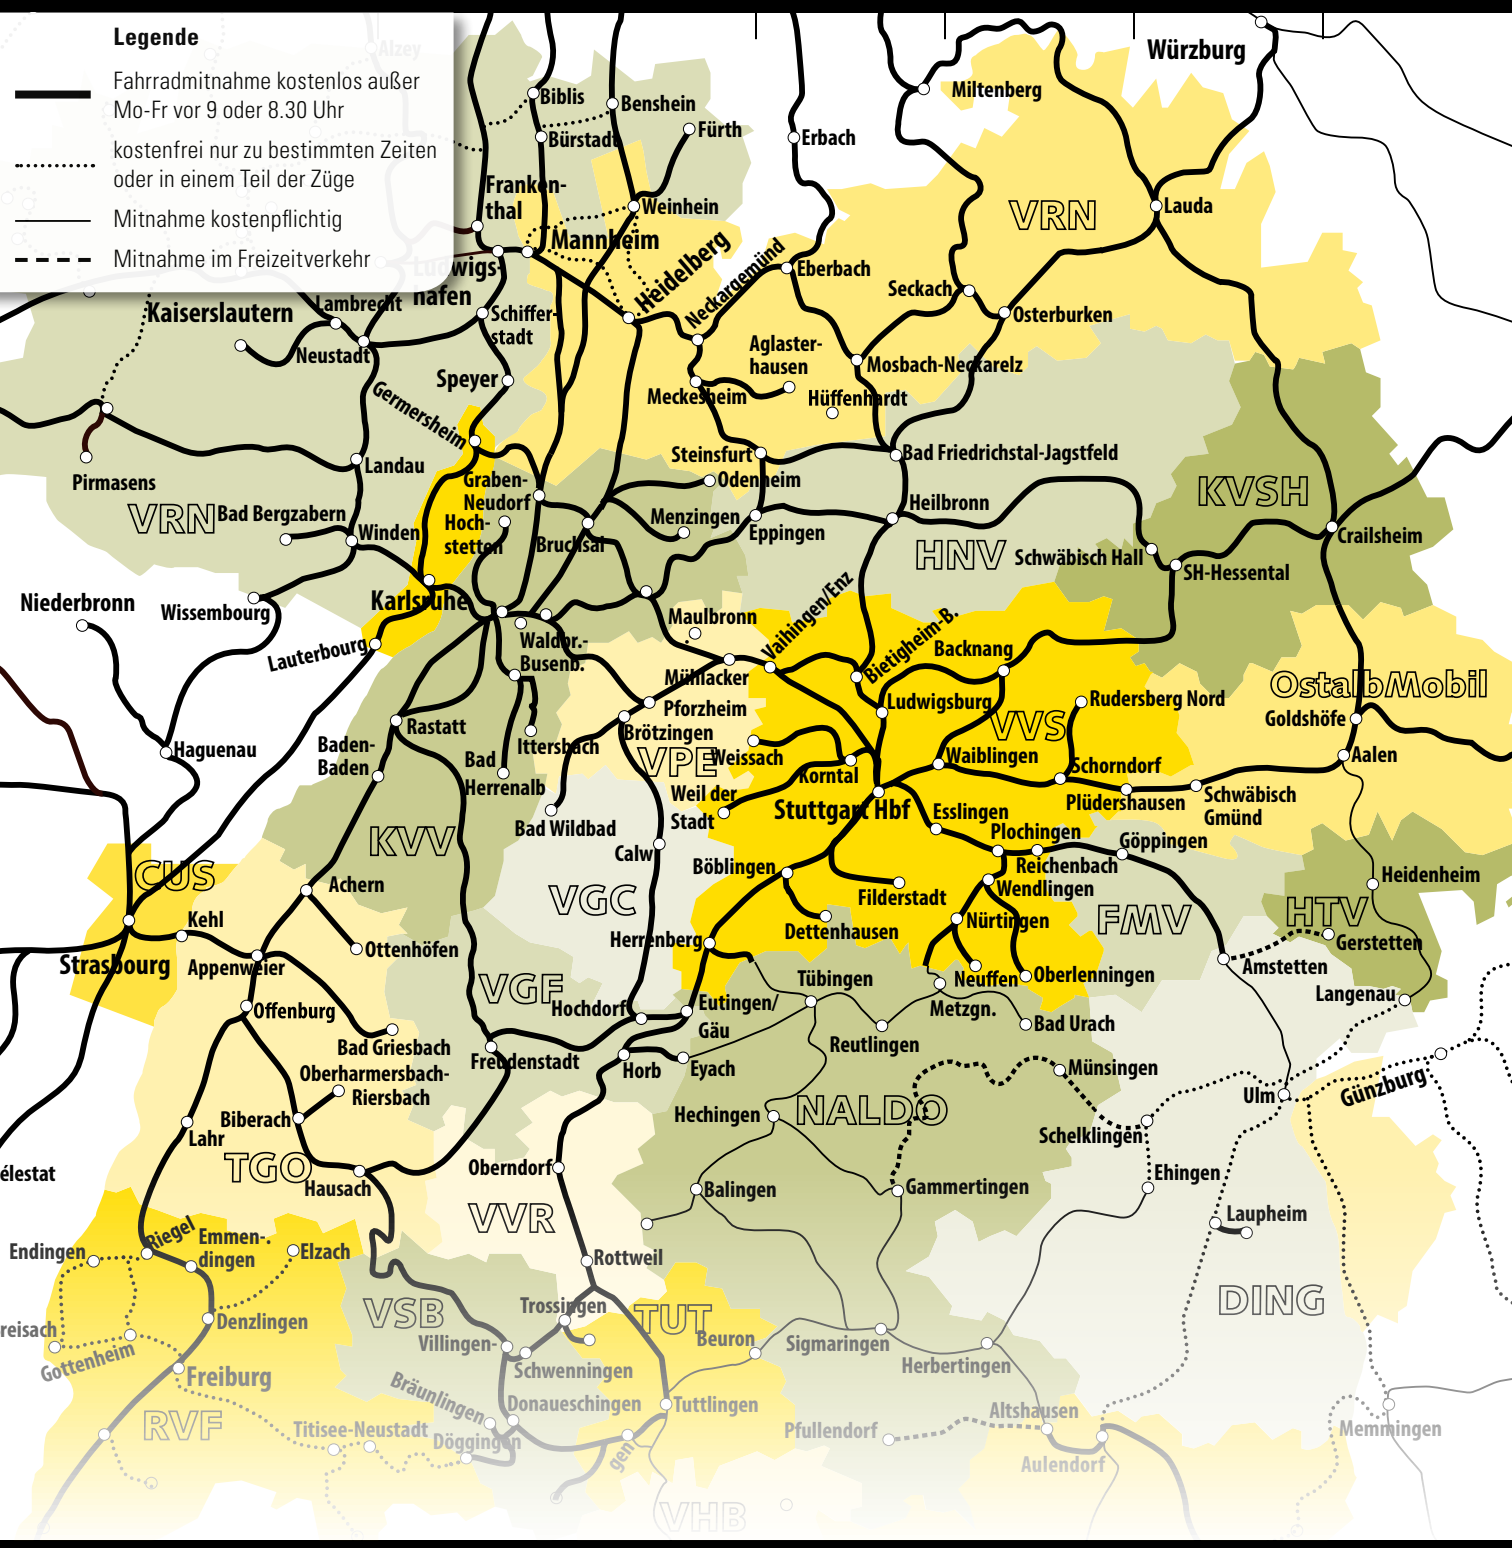 Legende
Fahrradmitnahme kostenlos außer
Mo-Fr vor 9 oder 8.30 Uhr
kostenfrei nur zu bestimmten Zeiten
oder in einem Teil der Züge
Mitnahme kostenpflichtig
Mitnahme im Freizeitverkehr
Alzey
Würzburg
Miltenberg
Biblis
Benshein
Bürstadt
Fürth
Erbach
Franken-
thal
Weinhein
VRN
Lauda
Mannheim
Heidelberg
Neckargemünd
Ludwigs-
hafen
Eberbach
Seckach
Osterburken
Kaiserslautern
Lambrecht
Schiffer-
stadt
Neustadt
Aglaster-
hausen
Mosbach-Neckarelz
Speyer
Meckesheim
Hüffenhardt
Germersheim
Steinsfurt
Bad Friedrichstal-Jagstfeld
Landau
Pirmasens
Graben-
Neudorf
Odenheim
KVSH
VRN
Bad Bergzabern
Winden
Hoch-
stetten
Bruchsal
Menzingen
Eppingen
Heilbronn
HNV
Schwäbisch Hall
SH-Hessental
Crailsheim
Niederbronn
Wissembourg
Karlsruhe
Lauterbourg
Waldbr.-
Busenb.
Maulbronn
Vaihingen/Enz
Bietigheim-B.
Backnang
Mühlacker
OstalbMobil
Goldshöfe
Rastatt
Pforzheim
Brötzingen
Ludwigsburg
Rudersberg Nord
VVS
Haguenau
Baden-
Baden
Bad
Herrenalb
Ittersbach
VPE
Weissach
Korntal
Waiblingen
Schorndorf
Aalen
Weil der
Stadt
Stuttgart Hbf
Plüdershausen
Schwäbisch
Gmünd
Bad Wildbad
Esslingen
Plochingen
Reichenbach
Göppingen
KVV
Calw
CUS
Böblingen
Wendlingen
Heidenheim
Achern
VGC
Filderstadt
Nürtingen
FMV
HTV
Kehl
Ottenhöfen
Dettenhausen
Gerstetten
Herrenberg
Strasbourg
Appenweier
Neuffen
Oberlenningen
Amstetten
Langenau
VGF
Tübingen
Offenburg
Hochdorf
Eutingen/
Gäu
Metzgn.
Bad Urach
Reutlingen
Bad Griesbach
Freudenstadt
Horb
Eyach
Münsingen
Oberharmersbach-
Riersbach
Ulm
Günzburg
Biberach
Hechingen
NALDO
Schelklingen
Lahr
élestat
TGO
Hausach
Oberndorf
Balingen
Gammertingen
Ehingen
VVR
Laupheim
Riegel
Endingen
Emmen-
dingen
Elzach
Rottweil
DING
VSB
Trossingen
TUT
reisach
Gottenheim
Denzlingen
Villingen-
Schwenningen
Beuron
Sigmaringen
Herbertingen
Freiburg
Bräunlingen
Donaueschingen
Tuttlingen
RVF
Titisee-Neustadt
Döggingen
gen
Pfullendorf
Altshausen
Memmingen
Aulendorf
VHB